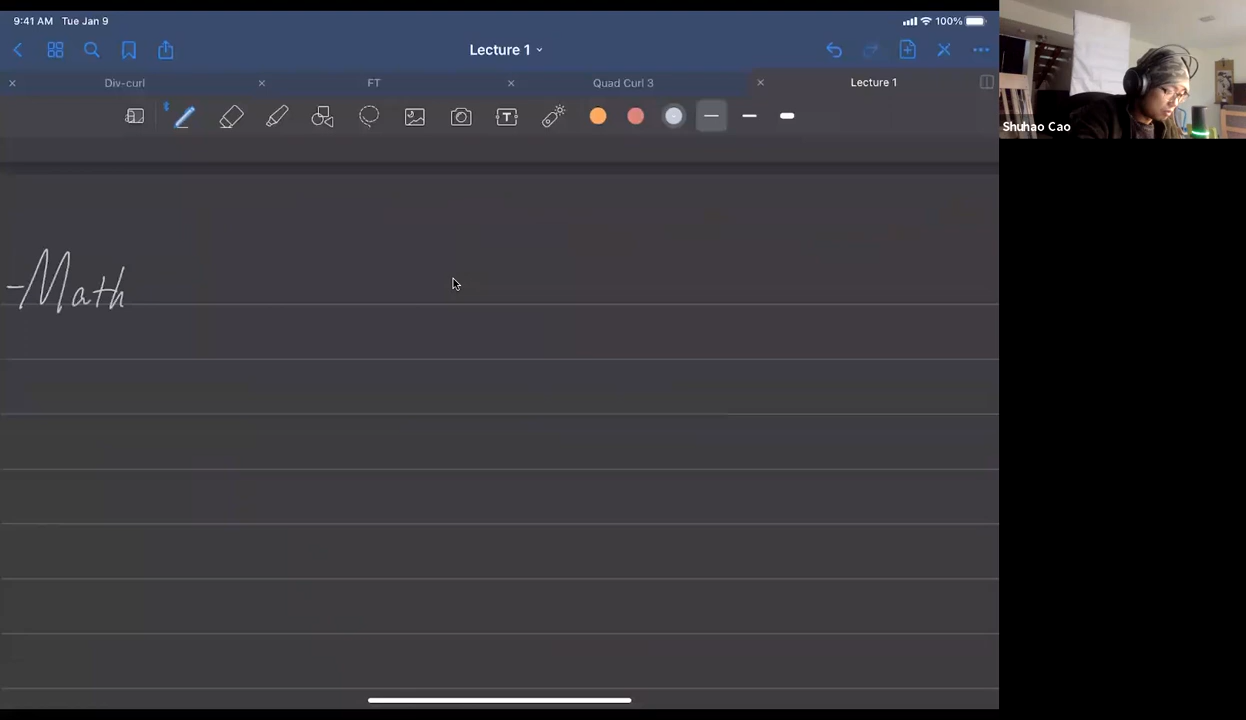 9:41 AM Tue Jan 9
100%
Lecture 1
Div-curl
FT
Quad Curl 3
Lecture 1
T
Shuhao Cao
-Math